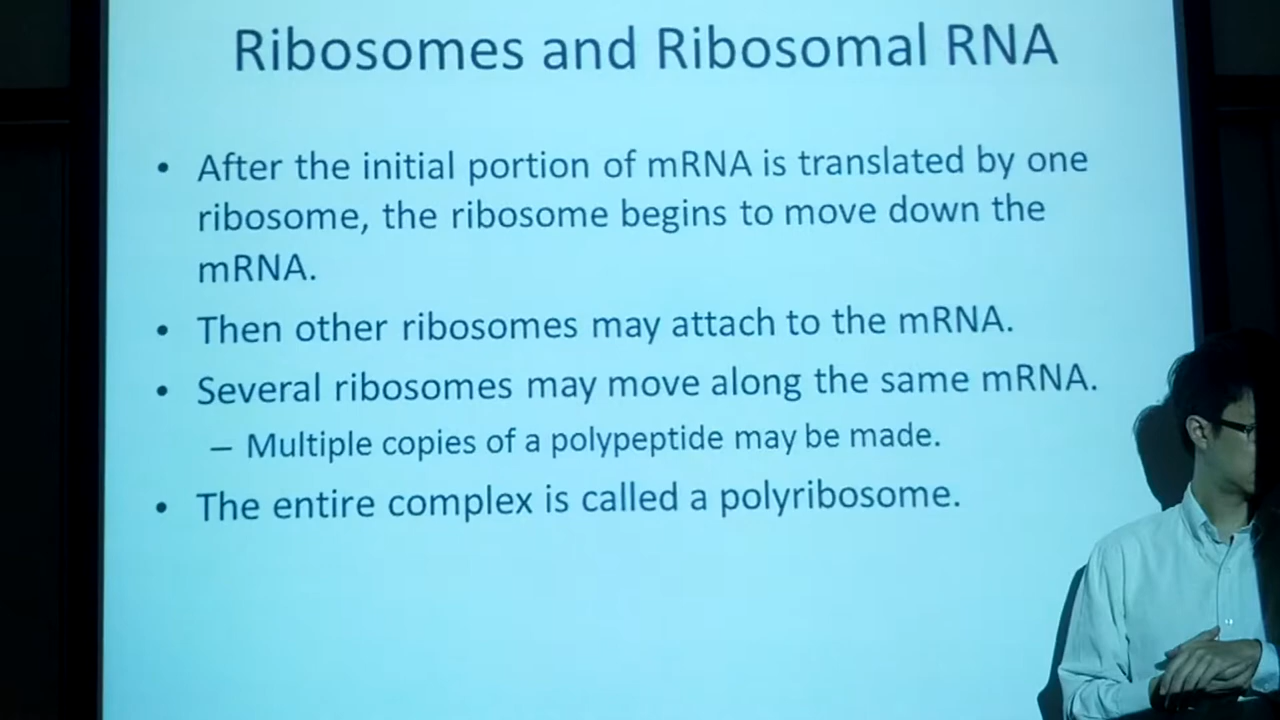 Ribosomes and Ribosomal RNA
• After the initial portion of mRNA is translated by one
ribosome, the ribosome begins to move down the
mRNA.
• Then other ribosomes may attach to the mRNA.
• Several ribosomes may move along the same mRNA.
– Multiple copies of a polypeptide may be made.
• The entire complex is called a polyribosome.